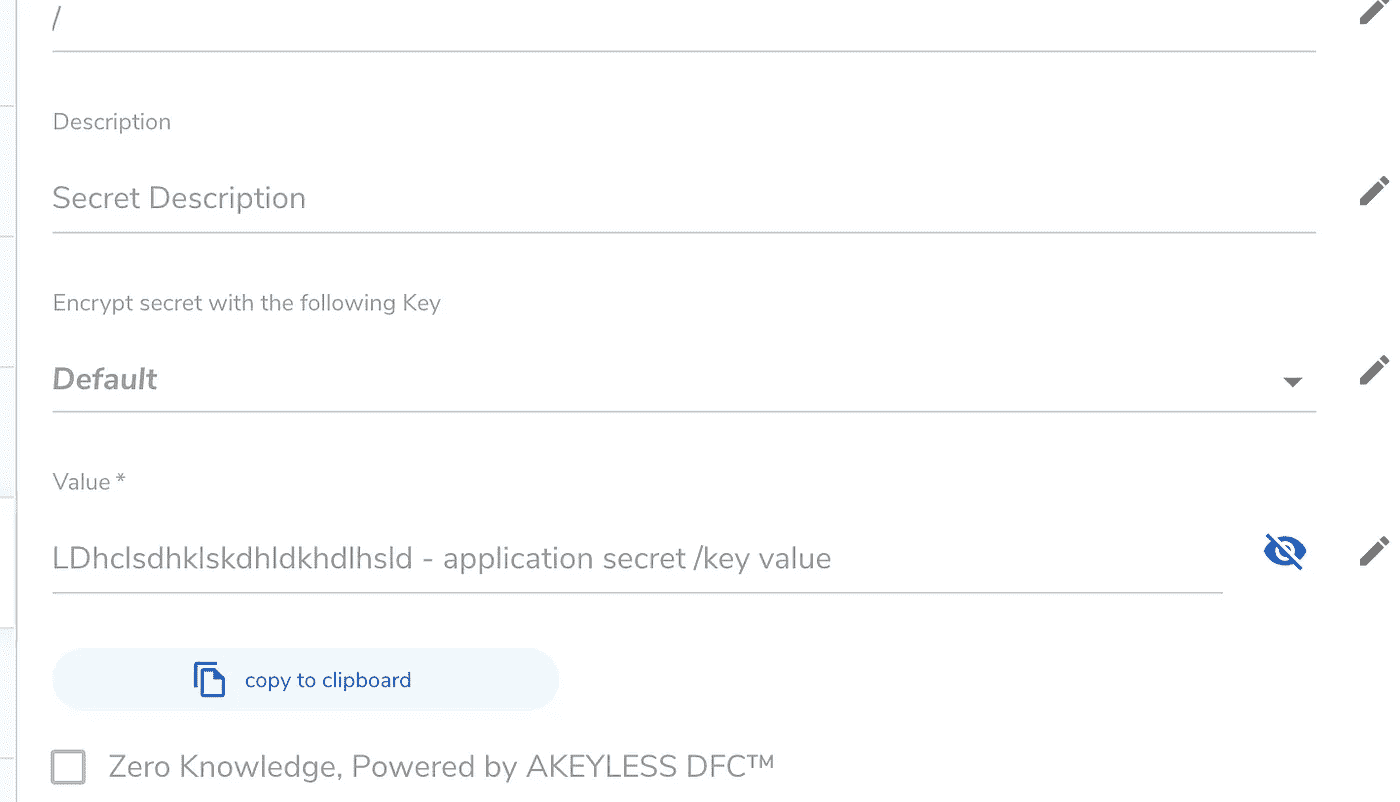 /
Description
Secret Description
Encrypt secret with the following Key
Default
Value *
LDhclsdhklskdhldkhdlhsld - application secret /key value
copy to clipboard
Zero Knowledge, Powered by AKEYLESS DFC™